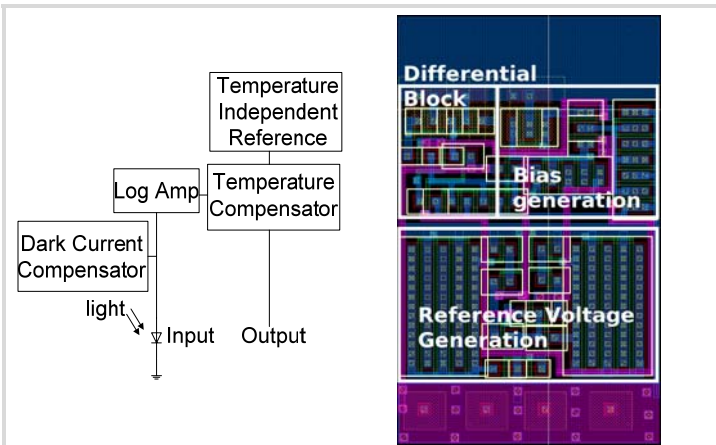 Temperature
Independent
Reference
Log Amp
Temperature
Compensator
Dark Current
Compensator
light
Input
Output
Differential
Block
Bias
generation
Reference Voltage
Generation